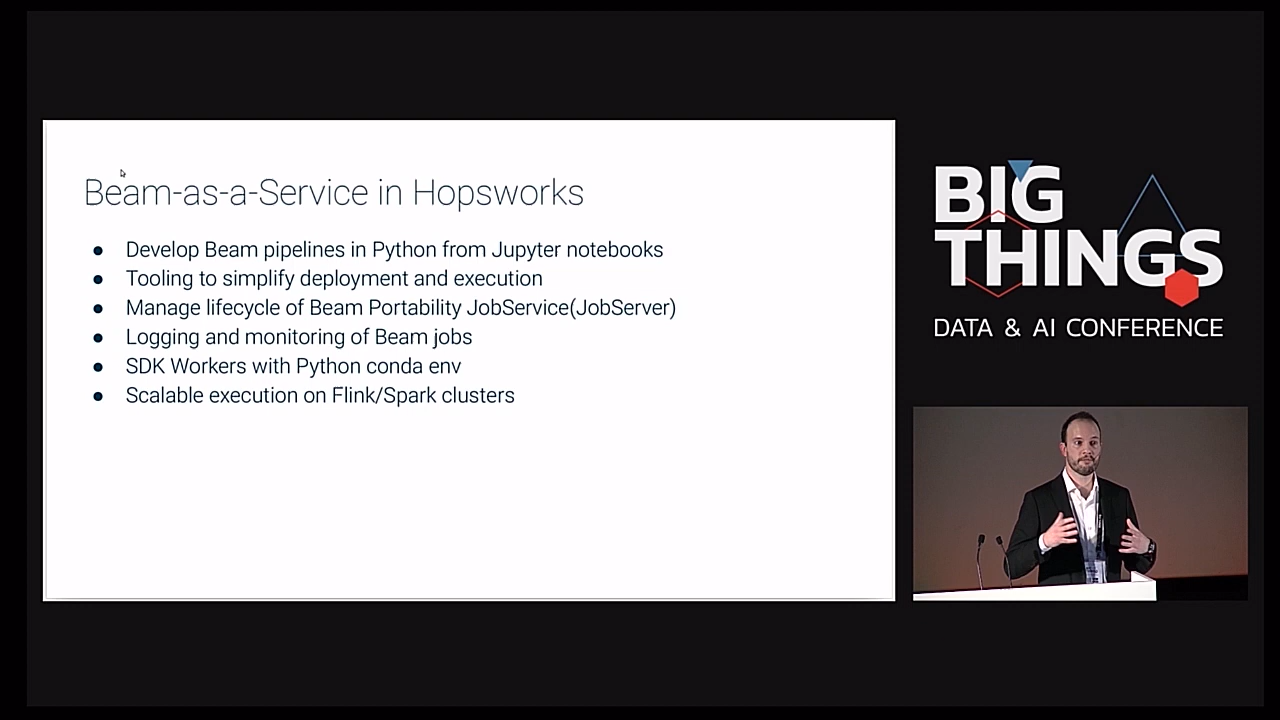 Beam-as-a-Service in Hopsworks
● Develop Beam pipelines in Python from Jupyter notebooks
● Tooling to simplify deployment and execution
● Manage lifecycle of Beam Portability JobService(JobServer)
● Logging and monitoring of Beam jobs
● SDK Workers with Python conda env
● Scalable execution on Flink/Spark clusters
BIG
THINGS
DATA & AI CONFERENCE